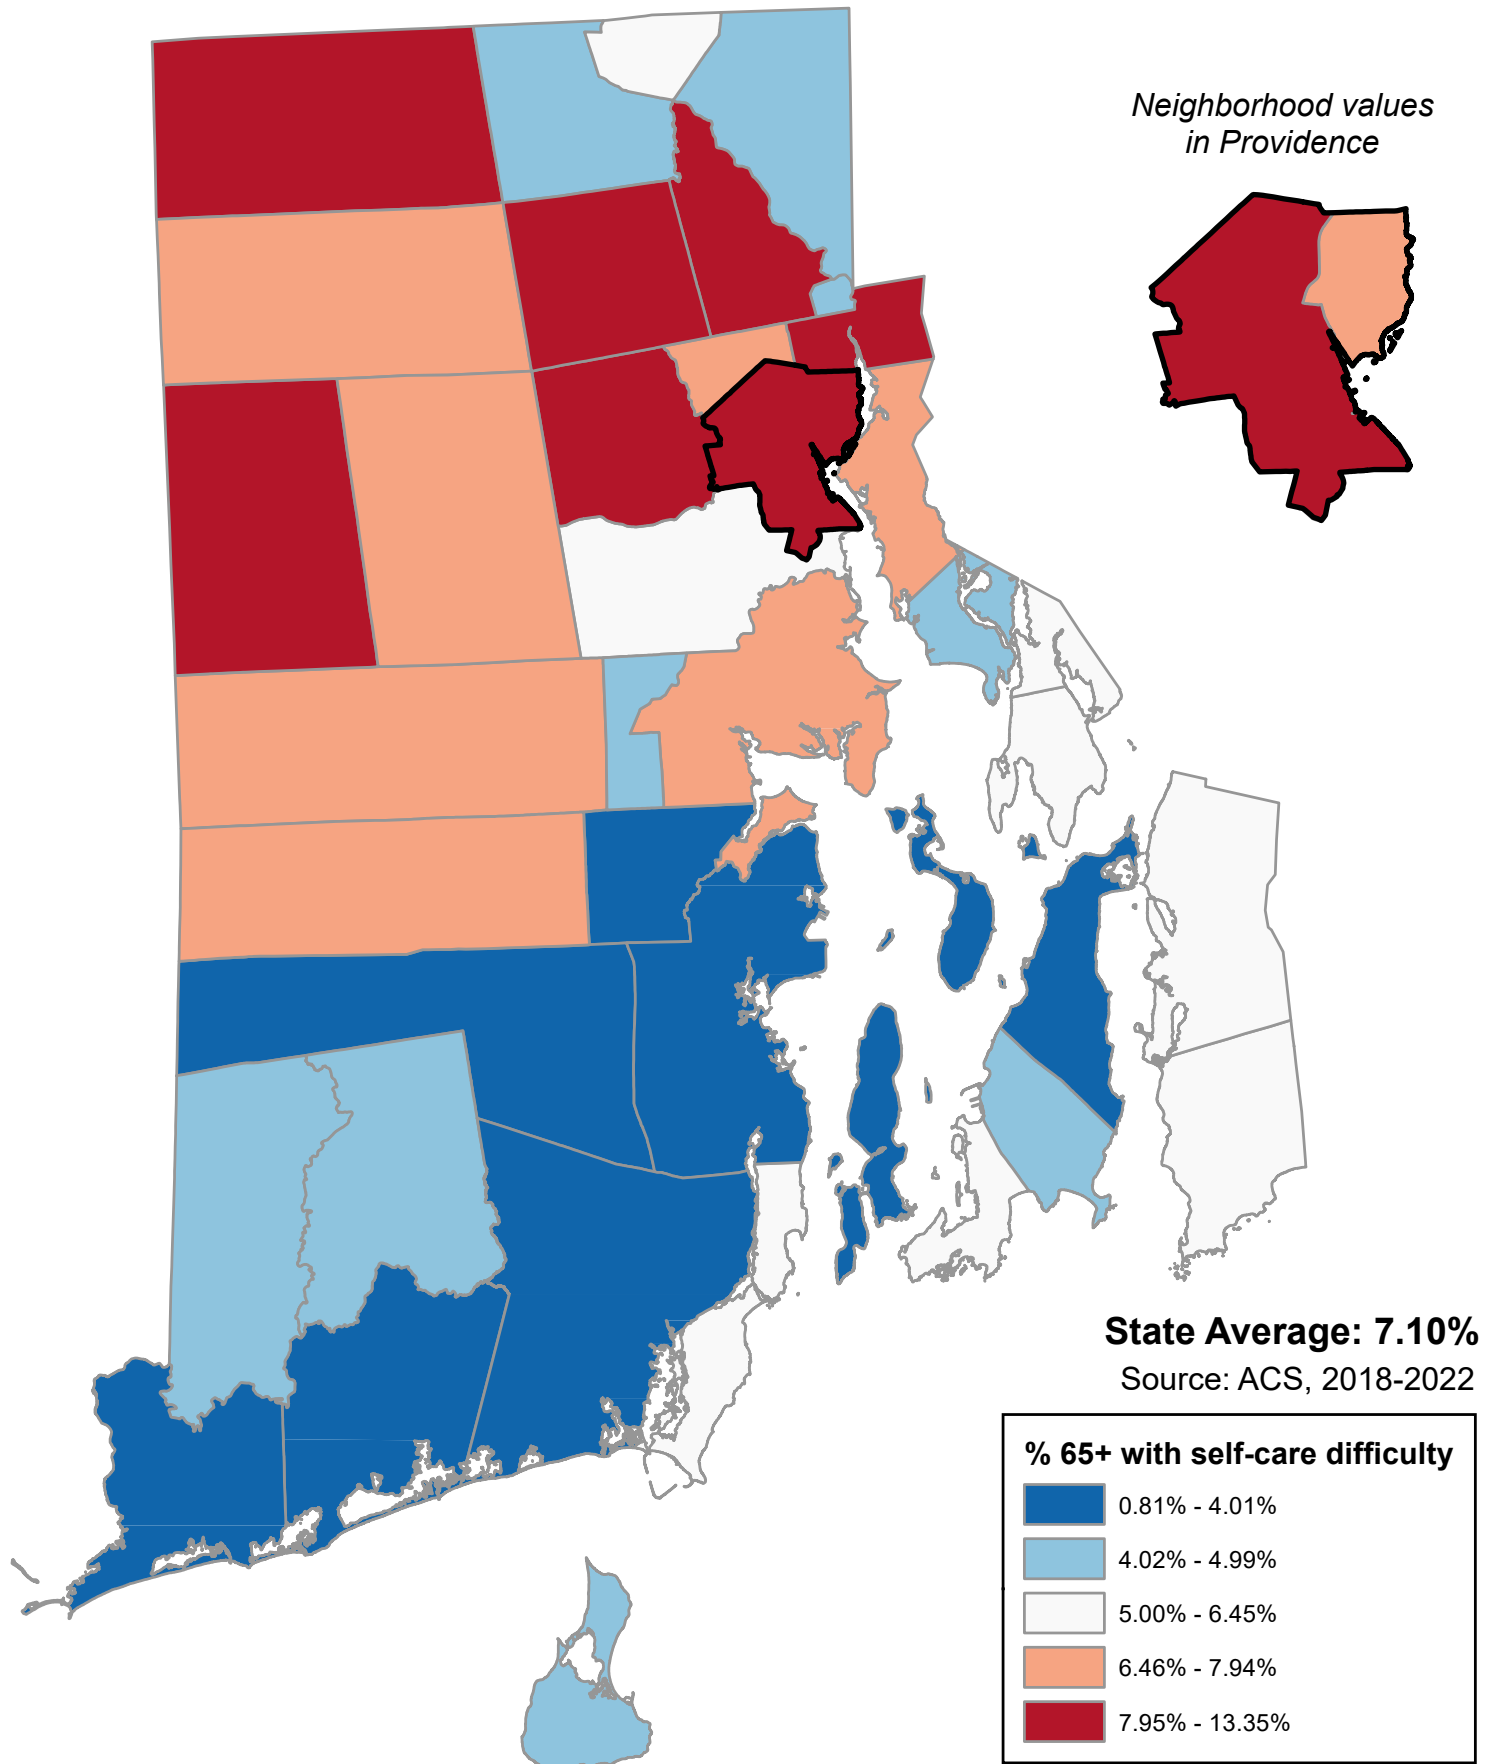 Neighborhood values
in Providence
State Average: 7.10%
Source: ACS, 2018-2022
% 65+ with self-care difficulty
0.81% - 4.01%
4.02% - 4.99%
5.00% - 6.45%
6.46% - 7.94%
7.95% - 13.35%